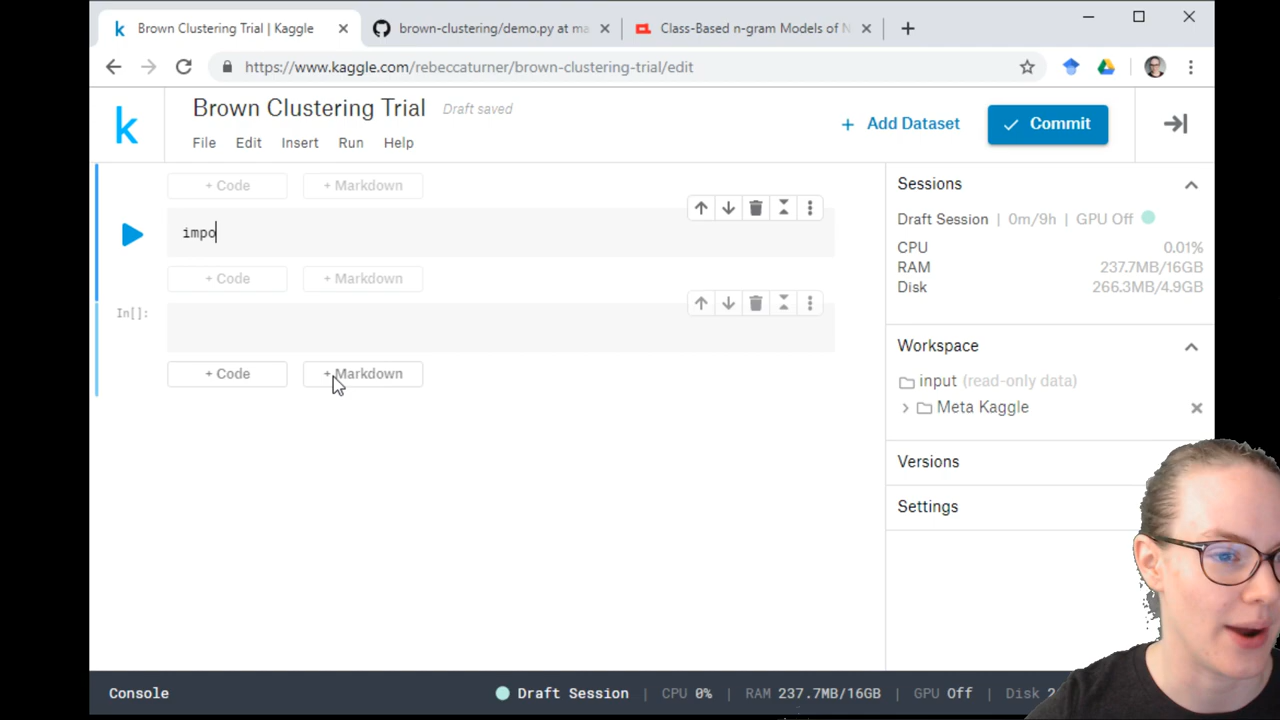 Brown Clustering Trial | Kaggle
brown-clustering/demo.py at ma
Class-Based n-gram Models of N
https://www.kaggle.com/rebeccaturner/brown-clustering-trial/edit
k
Brown Clustering Trial
Draft saved
File Edit Insert Run Help
+ Add Dataset
Commit
+ Code + Markdown
impo
+ Code + Markdown
In[]:
+ Code + Markdown
Sessions
Draft Session | 0m/9h | GPU Off
CPU 0.01%
RAM 237.7MB/16GB
Disk 266.3MB/4.9GB
Workspace
input (read-only data)
Meta Kaggle
Versions
Settings
Console
Draft Session | CPU 0% | RAM 237.7MB/16GB | GPU Off | Disk 2